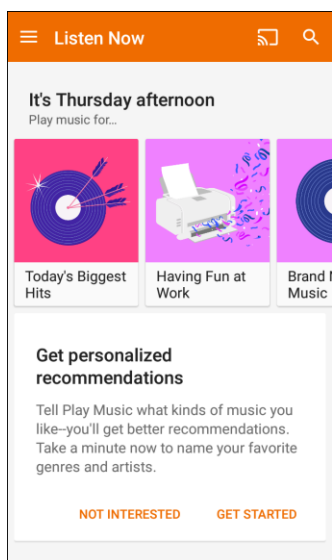 Listen Now
It's Thursday afternoon
Play music for...
Today's Biggest
Hits
Having Fun at
Work
Brand
Music
Get personalized
recommendations
Tell Play Music what kinds of music you
like--you'll get better recommendations.
Take a minute now to name your favorite
genres and artists.
NOT INTERESTED
GET STARTED